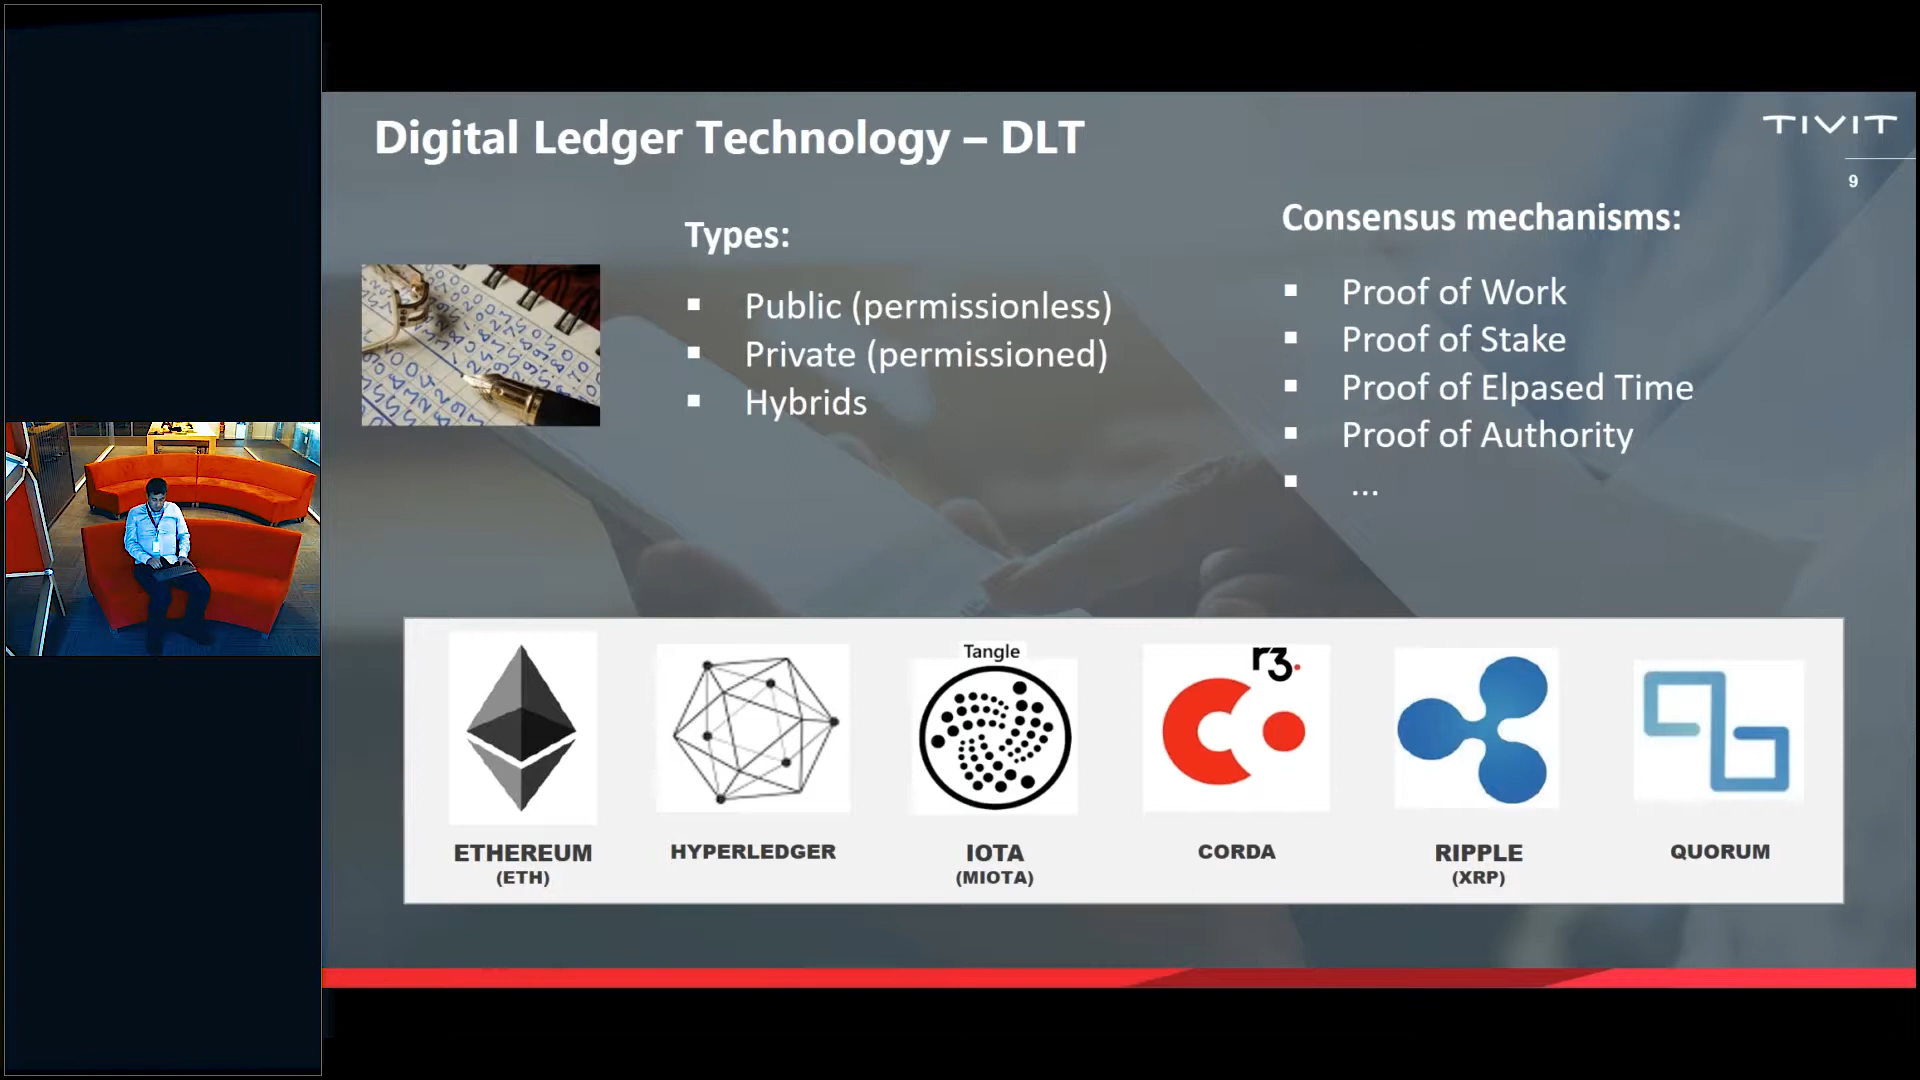 Digital Ledger Technology – DLT
TIVIT
9
Types:
▪ Public (permissionless)
▪ Private (permissioned)
▪ Hybrids
Consensus mechanisms:
▪ Proof of Work
▪ Proof of Stake
▪ Proof of Elpased Time
▪ Proof of Authority
▪ ...
Tangle
r3.
ETHEREUM
(ETH)
HYPERLEDGER
IOTA
(MIOTA)
CORDA
RIPPLE
(XRP)
QUORUM